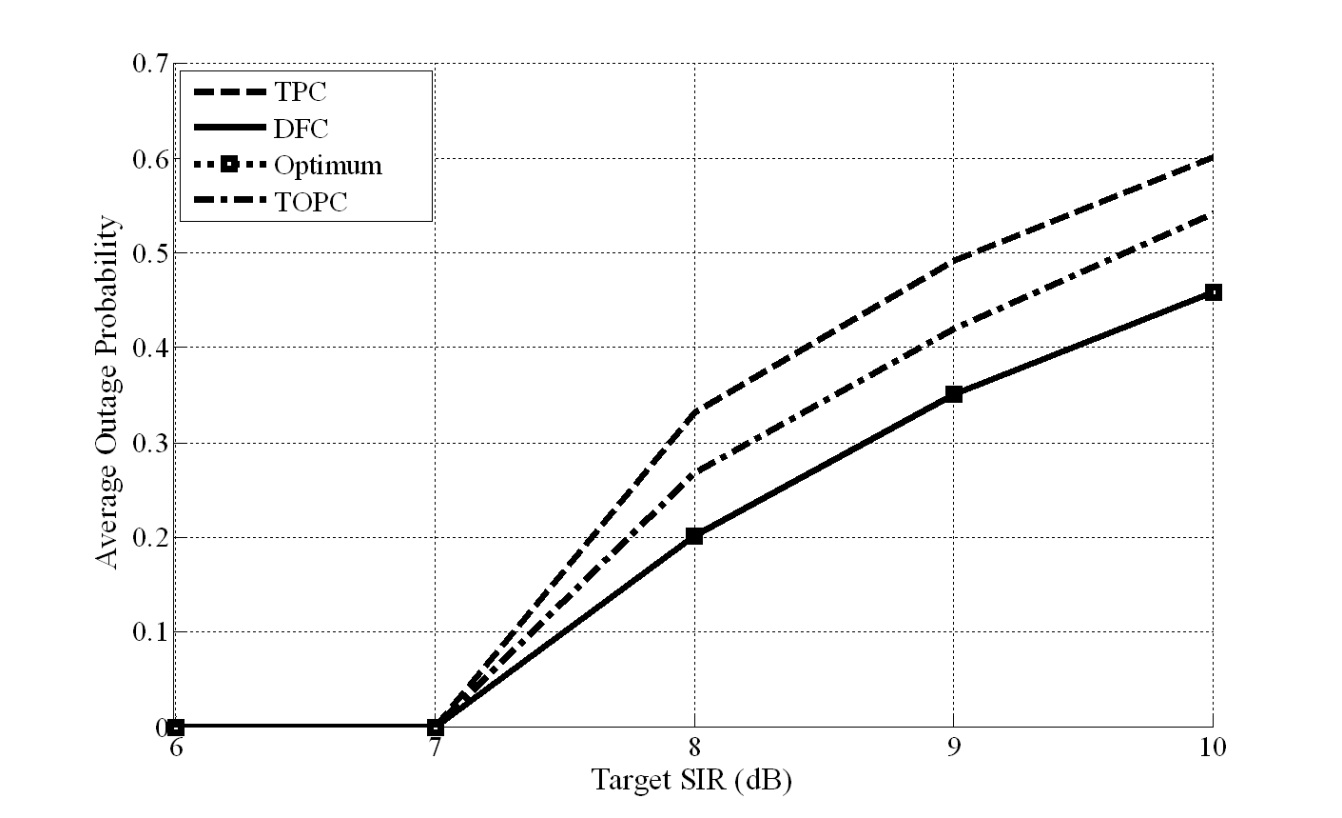 0.7
0.6
0.5
0.4
0.3
0.2
0.1
0
TPC
DFC
Optimum
TOPC
Average Outage Probability
6 7 8 9 10
Target SIR (dB)